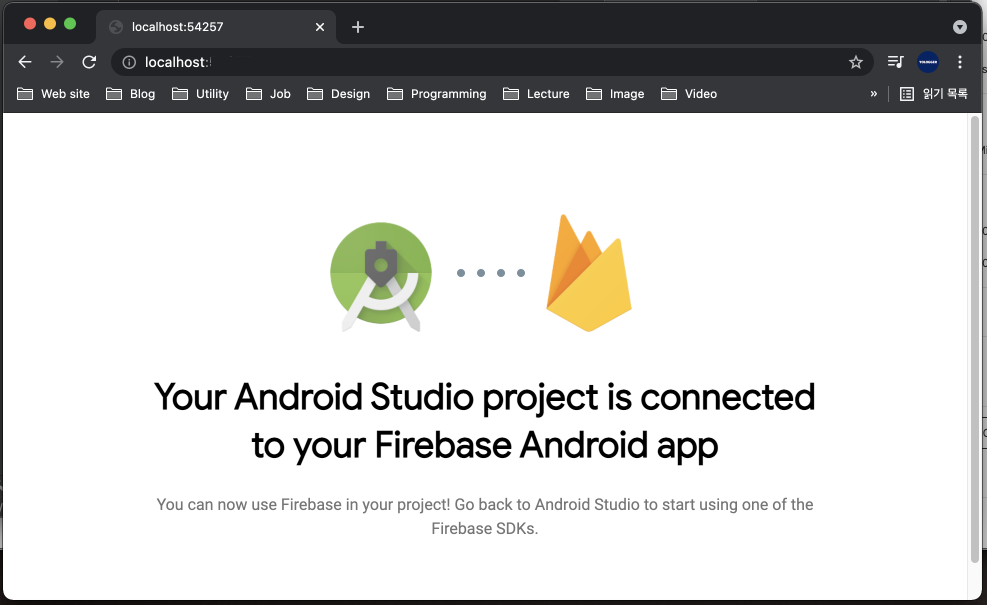 localhost:54257
localhost:
Web site Blog Utility Job Design Programming Lecture Image Video » 읽기 목록
Your Android Studio project is connected
to your Firebase Android app
You can now use Firebase in your project! Go back to Android Studio to start using one of the
Firebase SDKs.